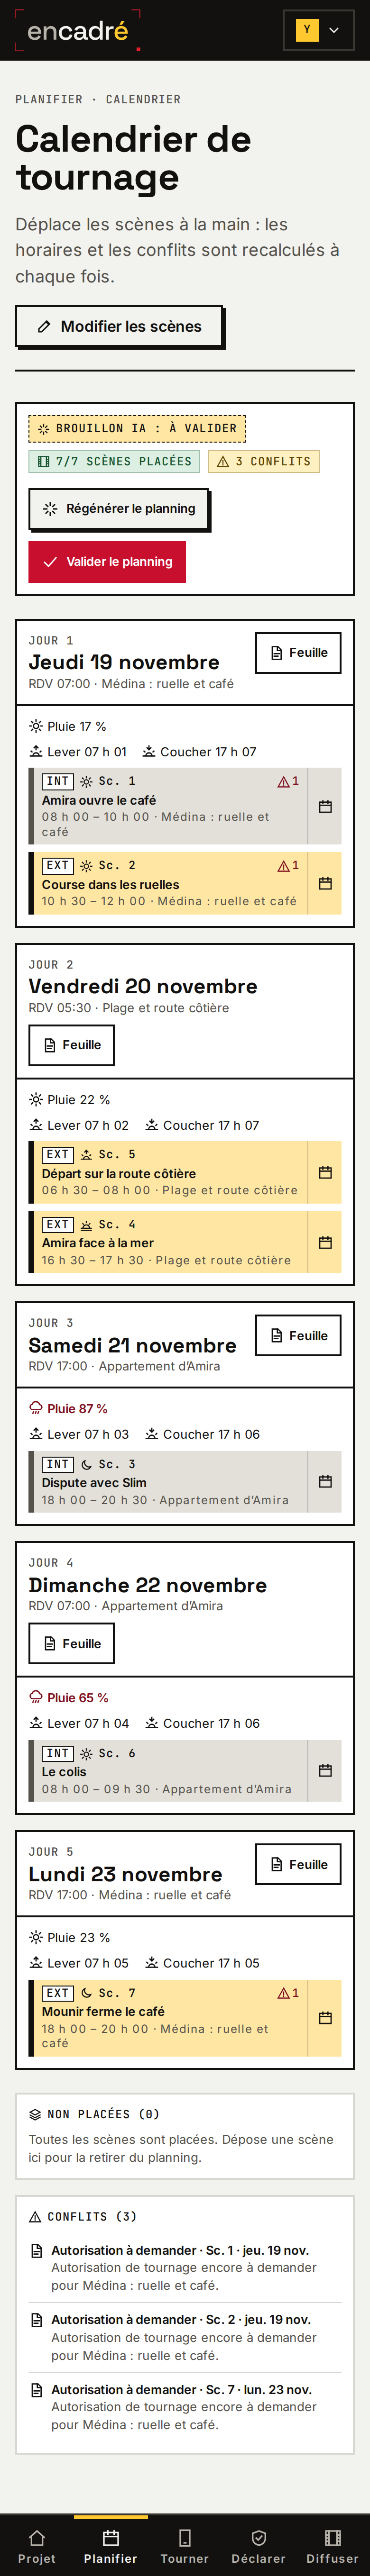 encadré
Y
PLANIFIER · CALENDRIER
Calendrier de
tournage
Déplace les scènes à la main : les
horaires et les conflits sont recalculés à
chaque fois.
Modifier les scènes
BROUILLON IA : À VALIDER
7/7 SCÈNES PLACÉES
3 CONFLITS
Régénérer le planning
Valider le planning
JOUR 1
Jeudi 19 novembre
RDV 07:00 · Médina : ruelle et café
Feuille
Pluie 17 %
Lever 07 h 01 Coucher 17 h 07
INT Sc. 1 1
Amira ouvre le café
08 h 00 – 10 h 00 · Médina : ruelle et
café
EXT Sc. 2 1
Course dans les ruelles
10 h 30 – 12 h 00 · Médina : ruelle et café
JOUR 2
Vendredi 20 novembre
RDV 05:30 · Plage et route côtière
Feuille
Pluie 22 %
Lever 07 h 02 Coucher 17 h 07
EXT Sc. 5
Départ sur la route côtière
06 h 30 – 08 h 00 · Plage et route côtière
EXT Sc. 4
Amira face à la mer
16 h 30 – 17 h 30 · Plage et route côtière
JOUR 3
Samedi 21 novembre
RDV 17:00 · Appartement d’Amira
Feuille
Pluie 87 %
Lever 07 h 03 Coucher 17 h 06
INT Sc. 3
Dispute avec Slim
18 h 00 – 20 h 30 · Appartement d’Amira
JOUR 4
Dimanche 22 novembre
RDV 07:00 · Appartement d’Amira
Feuille
Pluie 65 %
Lever 07 h 04 Coucher 17 h 06
INT Sc. 6
Le colis
08 h 00 – 09 h 30 · Appartement d’Amira
JOUR 5
Lundi 23 novembre
RDV 17:00 · Médina : ruelle et café
Feuille
Pluie 23 %
Lever 07 h 05 Coucher 17 h 05
EXT Sc. 7 1
Mounir ferme le café
18 h 00 – 20 h 00 · Médina : ruelle et
café
NON PLACÉES (0)
Toutes les scènes sont placées. Dépose une scène
ici pour la retirer du planning.
CONFLITS (3)
Autorisation à demander · Sc. 1 · jeu. 19 nov.
Autorisation de tournage encore à demander
pour Médina : ruelle et café.
Autorisation à demander · Sc. 2 · jeu. 19 nov.
Autorisation de tournage encore à demander
pour Médina : ruelle et café.
Autorisation à demander · Sc. 7 · lun. 23 nov.
Autorisation de tournage encore à demander
pour Médina : ruelle et café.
Projet Planifier Tourner Déclarer Diffuser